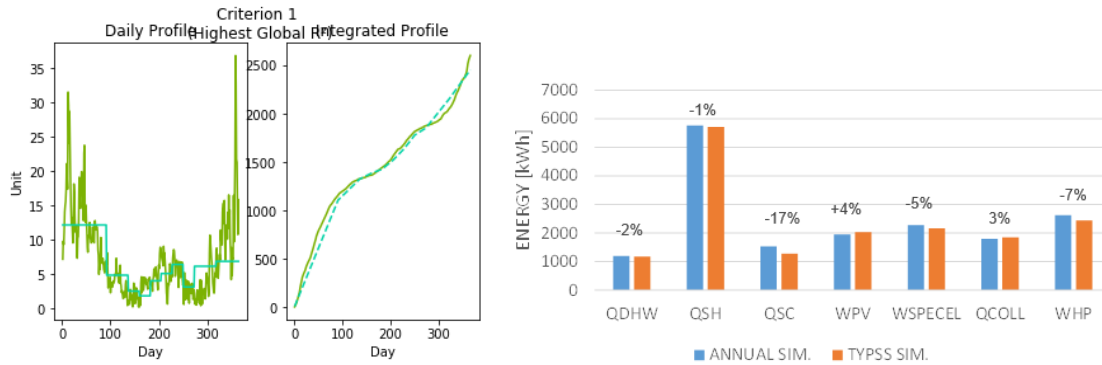 Criterion 1
(Highest Global R²)
Daily Profile
Integrated Profile
35
30
25
20
15
10
5
0
Unit
0
100
200
300
Day
2500
2000
1500
1000
500
0
0
100
200
300
Day
ENERGY [kWh]
7000
6000
5000
4000
3000
2000
1000
0
-2%
-1%
-17%
+4%
-5%
3%
-7%
QDHW
QSH
QSC
WPV
WSPECEL
QCOLL
WHP
ANNUAL SIM.
TYPSS SIM.